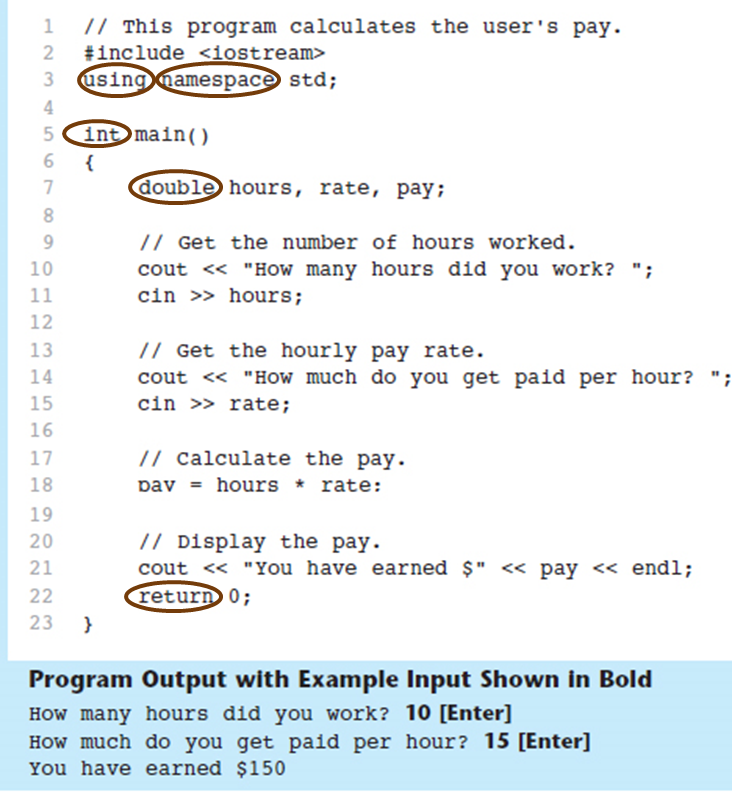 1 // This program calculates the user's pay.
2 #include <iostream>
3 using namespace std;
4
5 int main()
6 {
7 double hours, rate, pay;
8
9 // Get the number of hours worked.
10 cout << "How many hours did you work? ";
11 cin >> hours;
12
13 // Get the hourly pay rate.
14 cout << "How much do you get paid per hour? ";
15 cin >> rate;
16
17 // Calculate the pay.
18 pay = hours * rate;
19
20 // Display the pay.
21 cout << "You have earned $" << pay << endl;
22 return 0;
23 }
Program Output with Example Input Shown in Bold
How many hours did you work? 10 [Enter]
How much do you get paid per hour? 15 [Enter]
You have earned $150